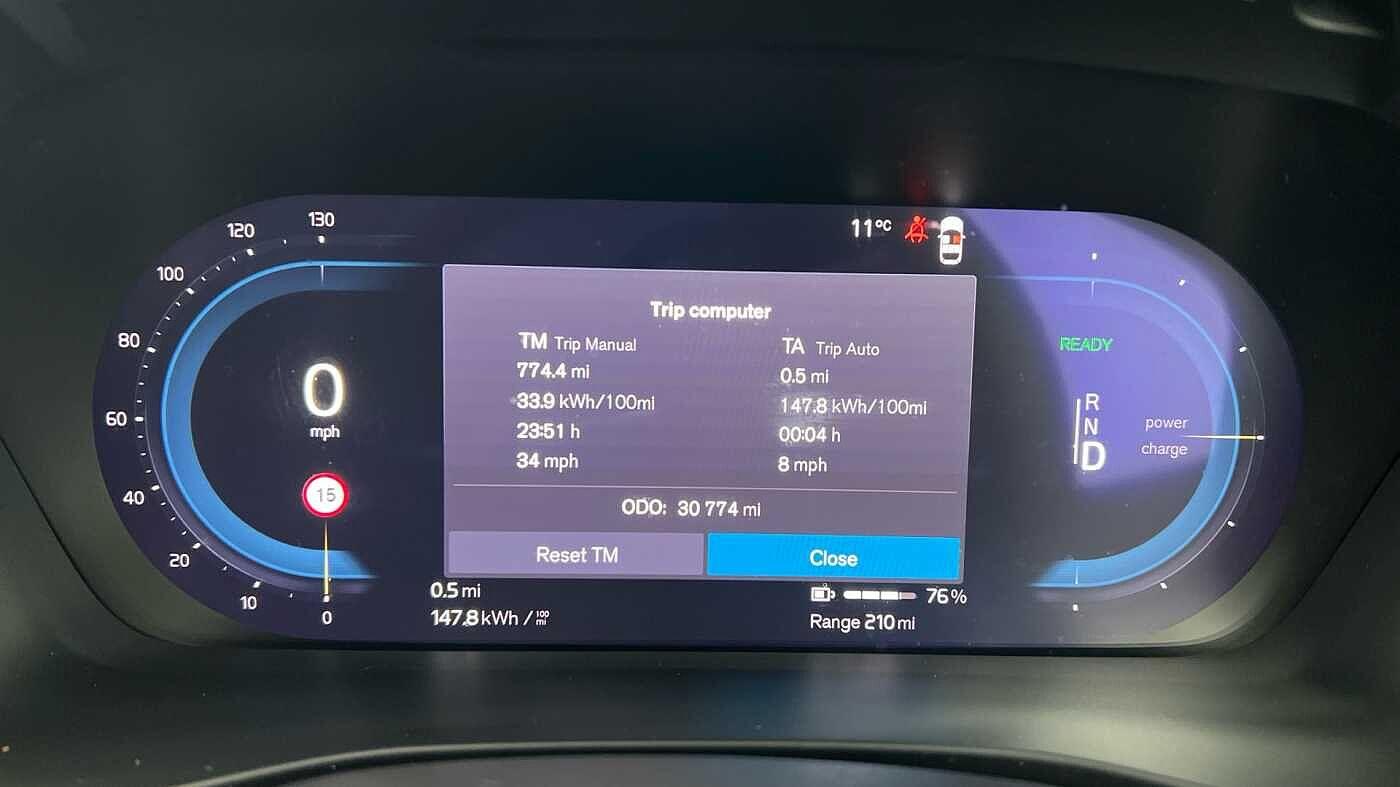 130
120
100
80
60
40
20
10
0
0
mph
15
11°C
Trip computer
TM Trip Manual
774.4 mi
33.9 kWh/100mi
23:51 h
34 mph
TA Trip Auto
0.5 mi
147.8 kWh/100mi
00:04 h
8 mph
ODO: 30 774 mi
Reset TM
Close
0.5 mi
147.8 kWh / 100 mi
76 %
Range 210 mi
READY
R
N
D
power
charge